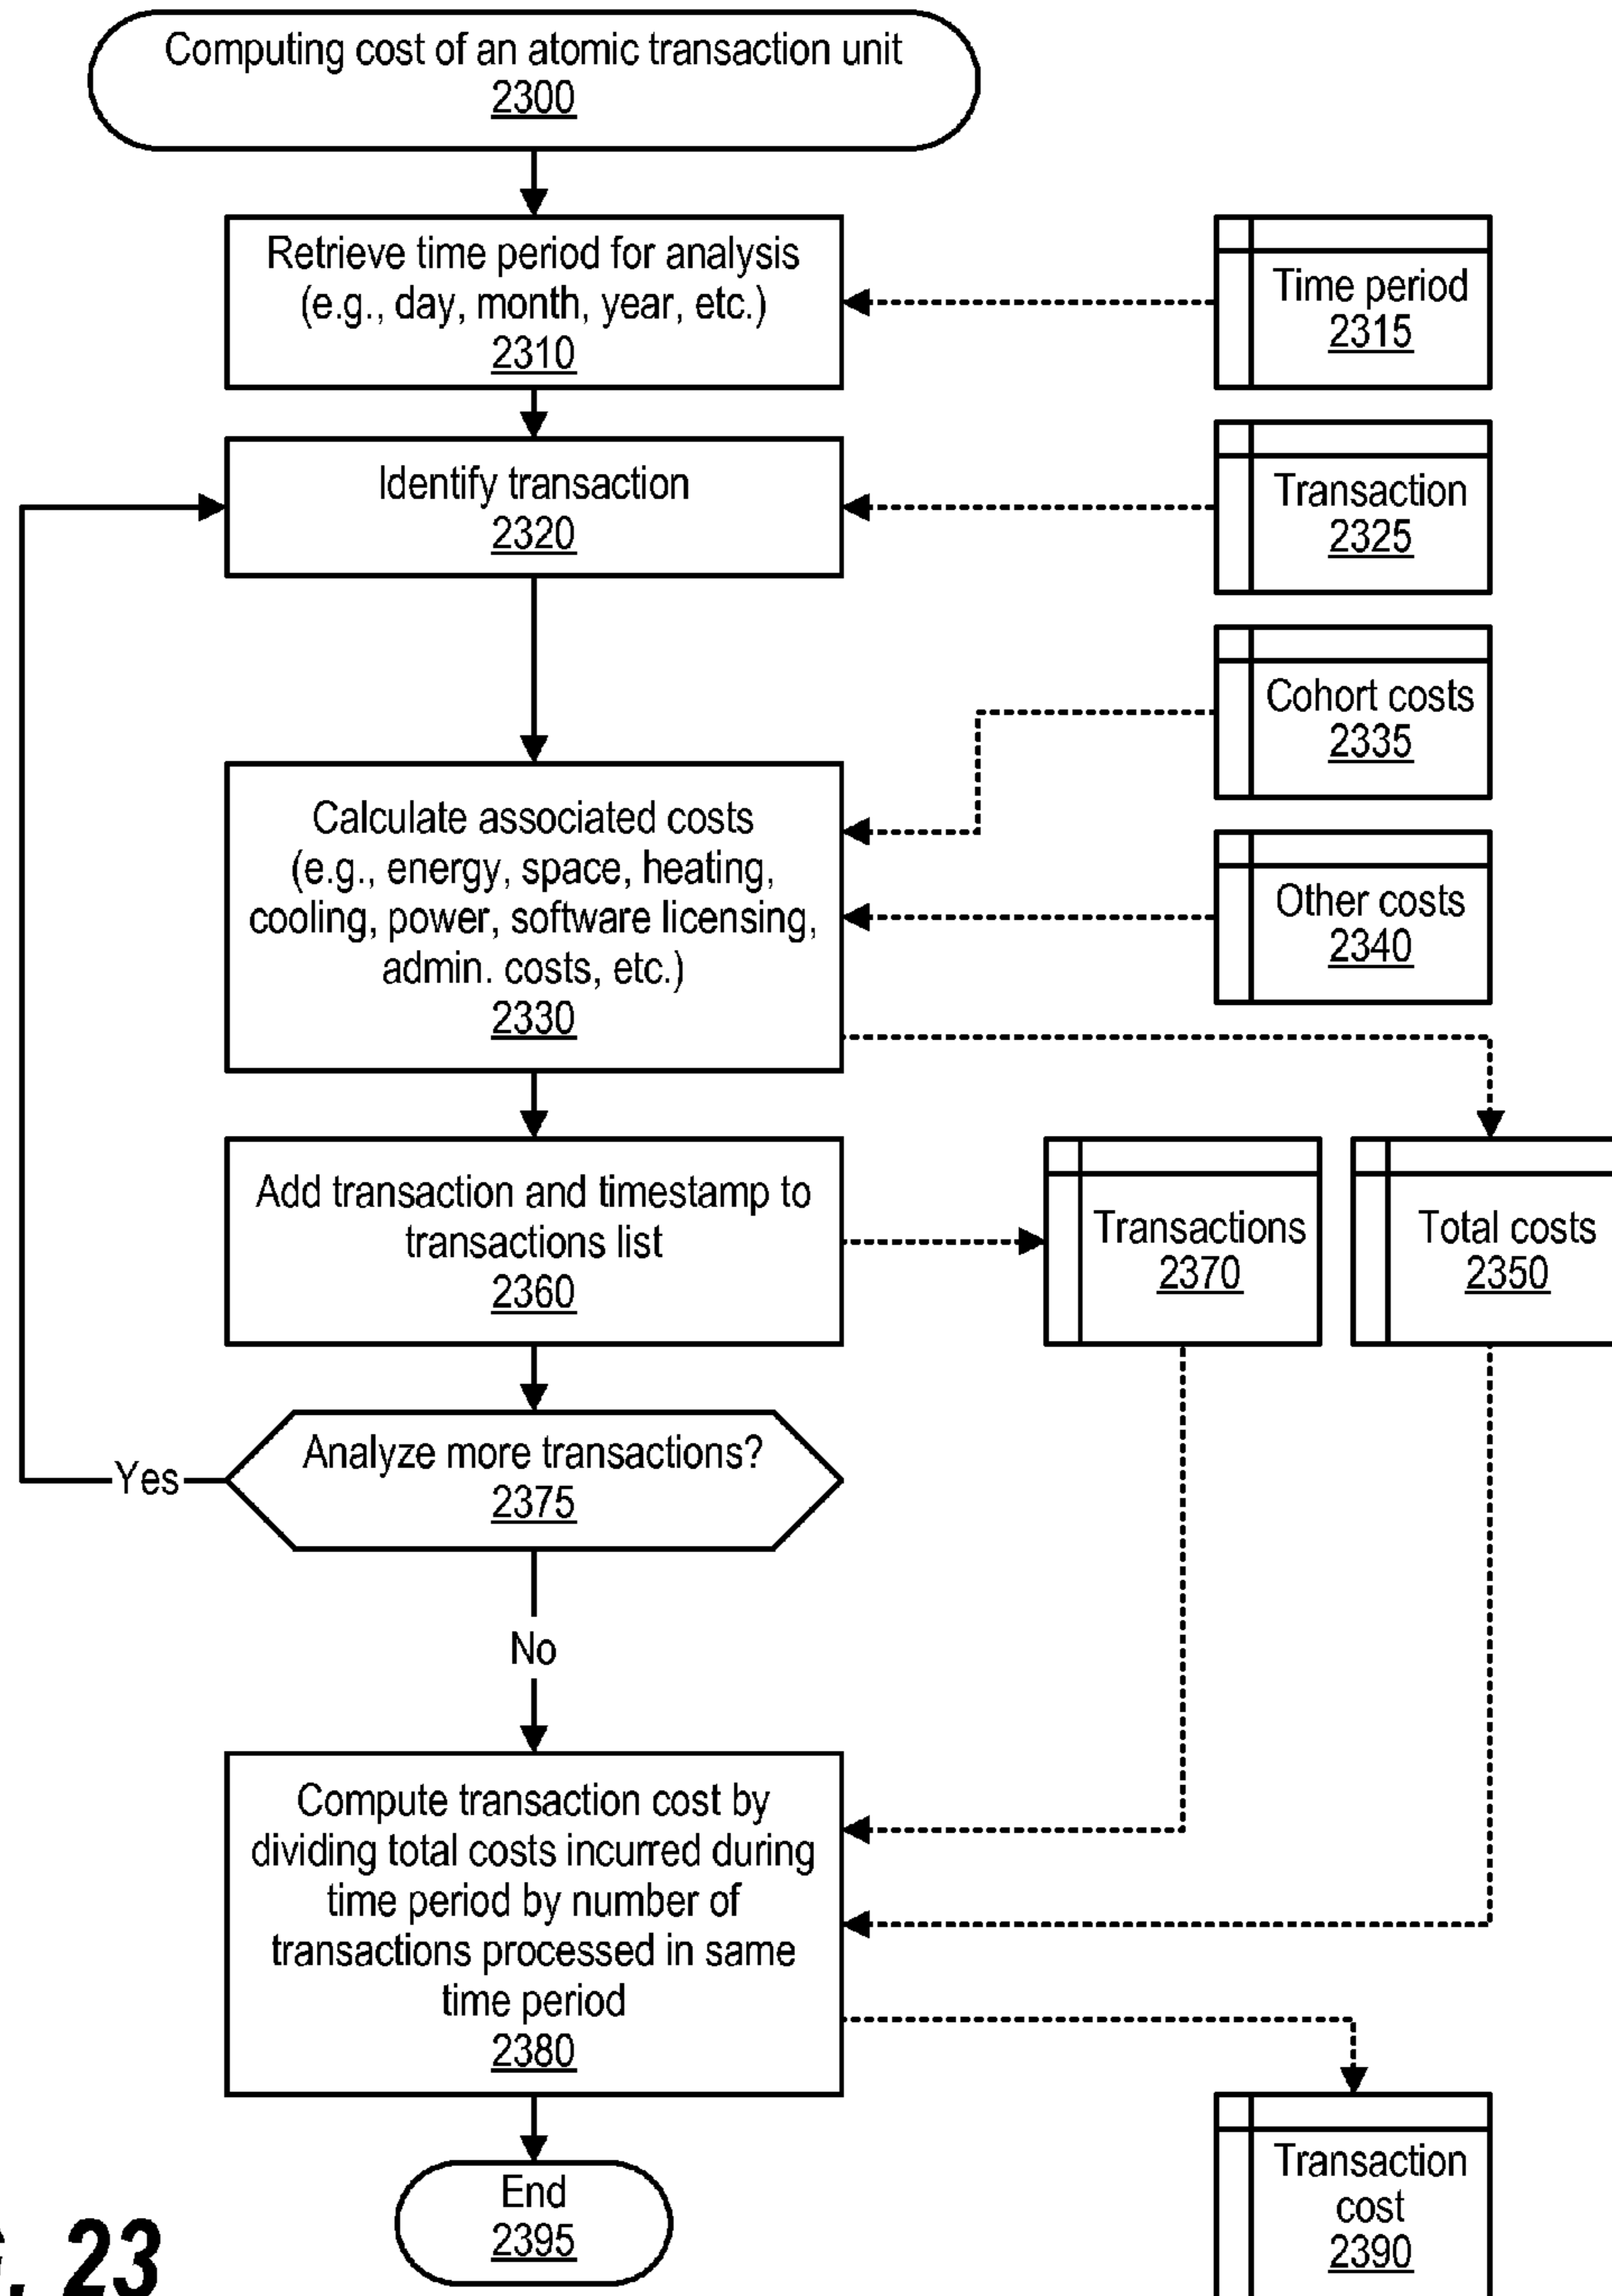 Computing cost of an atomic transaction unit
2300
Retrieve time period for analysis
(e.g., day, month, year, etc.)
2310
Time period
2315
Identify transaction
2320
Transaction
2325
Cohort costs
2335
Calculate associated costs
(e.g., energy, space, heating,
cooling, power, software licensing,
admin. costs, etc.)
2330
Other costs
2340
Add transaction and timestamp to
transactions list
2360
Transactions
2370
Total costs
2350
Analyze more transactions?
2375
Yes
No
Compute transaction cost by
dividing total costs incurred during
time period by number of
transactions processed in same
time period
2380
End
2395
Transaction
cost
2390
23